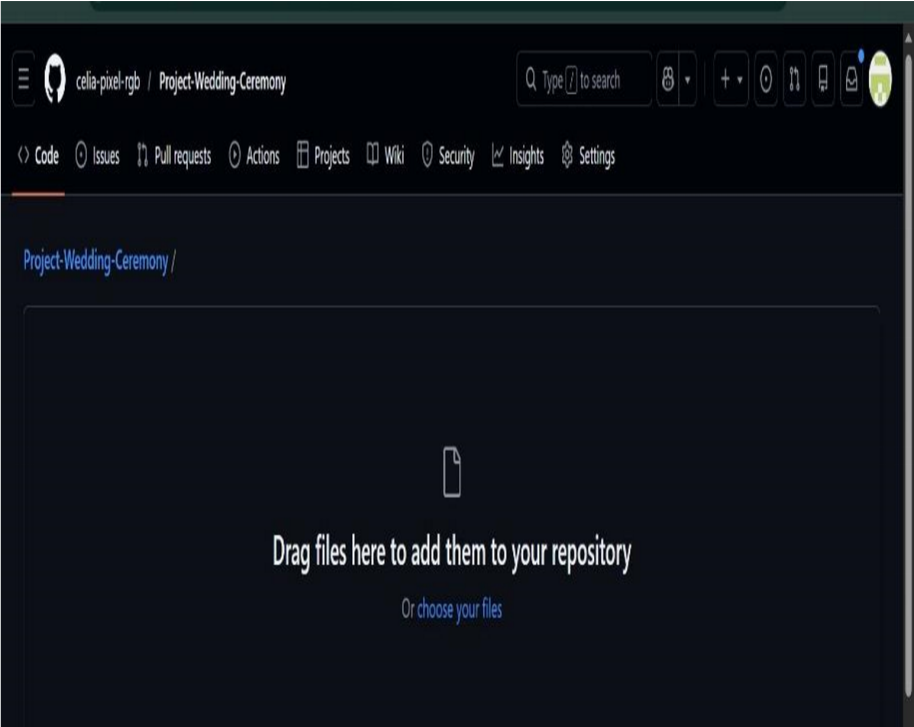 celia-pixel-rgb / Project-Wedding-Ceremony
Type / to search
Code Issues Pull requests Actions Projects Wiki Security Insights Settings
Project-Wedding-Ceremony /
Drag files here to add them to your repository
Or choose your files